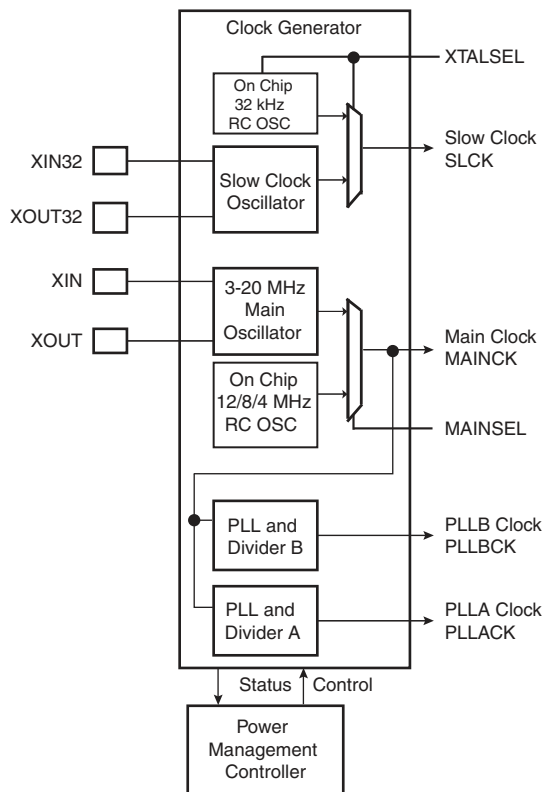 Clock Generator
XTALSEL
On Chip
32 kHz
RC OSC
Slow Clock
SLCK
XIN32
Slow Clock
Oscillator
XOUT32
XIN
3-20 MHz
Main
Oscillator
XOUT
Main Clock
MAINCK
On Chip
12/8/4 MHz
RC OSC
MAINSEL
PLL and
Divider B
PLLB Clock
PLLBCK
PLL and
Divider A
PLLA Clock
PLLACK
Status
Control
Power
Management
Controller